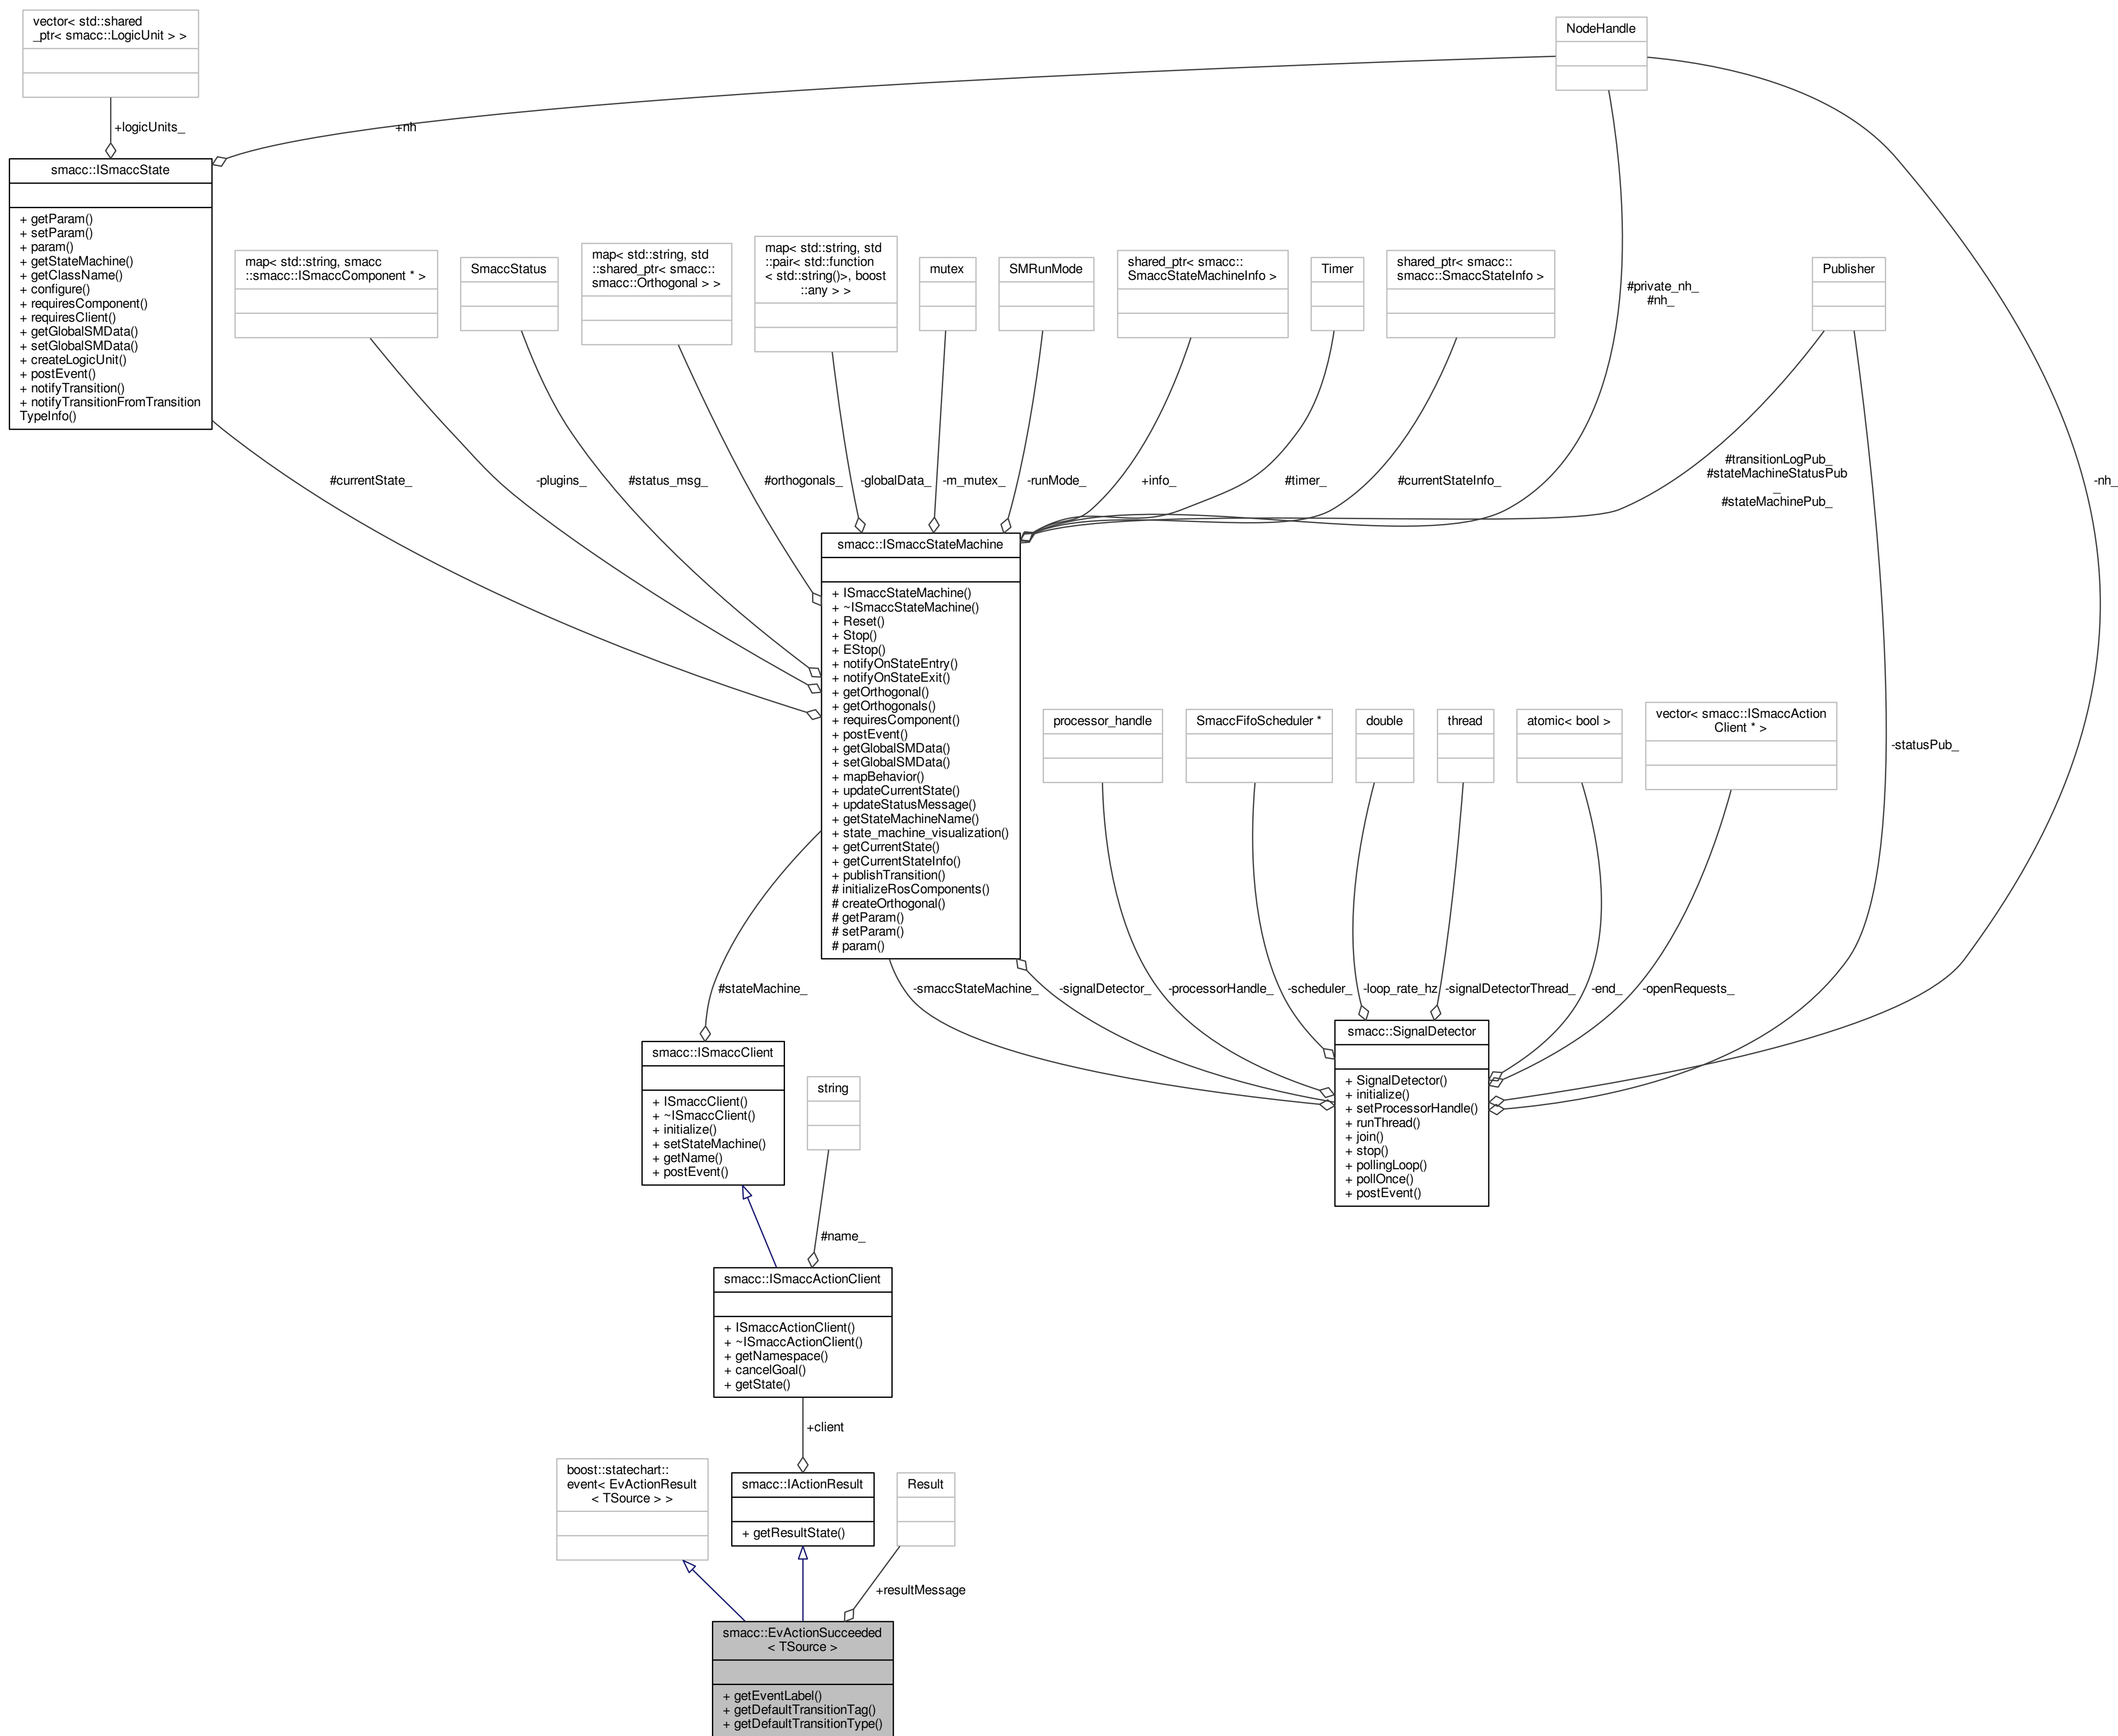 vector< std::shared
_ptr< smacc::LogicUnit > >
NodeHandle
+logicUnits_
+nh
smacc::ISmaccState
+ getParam()
+ setParam()
+ param()
+ getStateMachine()
+ getClassName()
+ configure()
+ requiresComponent()
+ requiresClient()
+ getGlobalSMData()
+ setGlobalSMData()
+ createLogicUnit()
+ postEvent()
+ notifyTransition()
+ notifyTransitionFromTransition
TypeInfo()
map< std::string, smacc
::smacc::ISmaccComponent * >
SmaccStatus
map< std::string, std
::shared_ptr< smacc::
smacc::Orthogonal > >
map< std::string, std
::pair< std::function
< std::string()>, boost
::any > >
mutex
SMRunMode
shared_ptr< smacc::
SmaccStateMachineInfo >
Timer
shared_ptr< smacc::
smacc::SmaccStateInfo >
#private_nh_
#nh_
Publisher
#currentState_
-plugins_
#status_msg_
#orthogonals_
-globalData_
-m_mutex_
-runMode_
+info_
#timer_
#currentStateInfo_
#transitionLogPub_
#stateMachineStatusPub
_
#stateMachinePub_
-nh_
smacc::ISmaccStateMachine
+ ISmaccStateMachine()
+ ~ISmaccStateMachine()
+ Reset()
+ Stop()
+ EStop()
+ notifyOnStateEntry()
+ notifyOnStateExit()
+ getOrthogonal()
+ getOrthogonals()
+ requiresComponent()
+ postEvent()
+ getGlobalSMData()
+ setGlobalSMData()
+ mapBehavior()
+ updateCurrentState()
+ updateStatusMessage()
+ getStateMachineName()
+ state_machine_visualization()
+ getCurrentState()
+ getCurrentStateInfo()
+ publishTransition()
# initializeRosComponents()
# createOrthogonal()
# getParam()
# setParam()
# param()
processor_handle
SmaccFifoScheduler *
double
thread
atomic< bool >
vector< smacc::ISmaccAction
Client * >
-statusPub_
#stateMachine_
-smaccStateMachine_
-signalDetector_
-processorHandle_
-scheduler_
-loop_rate_hz
-signalDetectorThread_
-end_
-openRequests_
smacc::SignalDetector
+ SignalDetector()
+ initialize()
+ setProcessorHandle()
+ runThread()
+ join()
+ stop()
+ pollingLoop()
+ pollOnce()
+ postEvent()
smacc::ISmaccClient
+ ISmaccClient()
+ ~ISmaccClient()
+ initialize()
+ setStateMachine()
+ getName()
+ postEvent()
string
#name_
smacc::ISmaccActionClient
+ ISmaccActionClient()
+ ~ISmaccActionClient()
+ getNamespace()
+ cancelGoal()
+ getState()
+client
boost::statechart::
event< EvActionResult
< TSource > >
smacc::IActionResult
+ getResultState()
Result
+resultMessage
smacc::EvActionSucceeded
< TSource >
+ getEventLabel()
+ getDefaultTransitionTag()
+ getDefaultTransitionType()